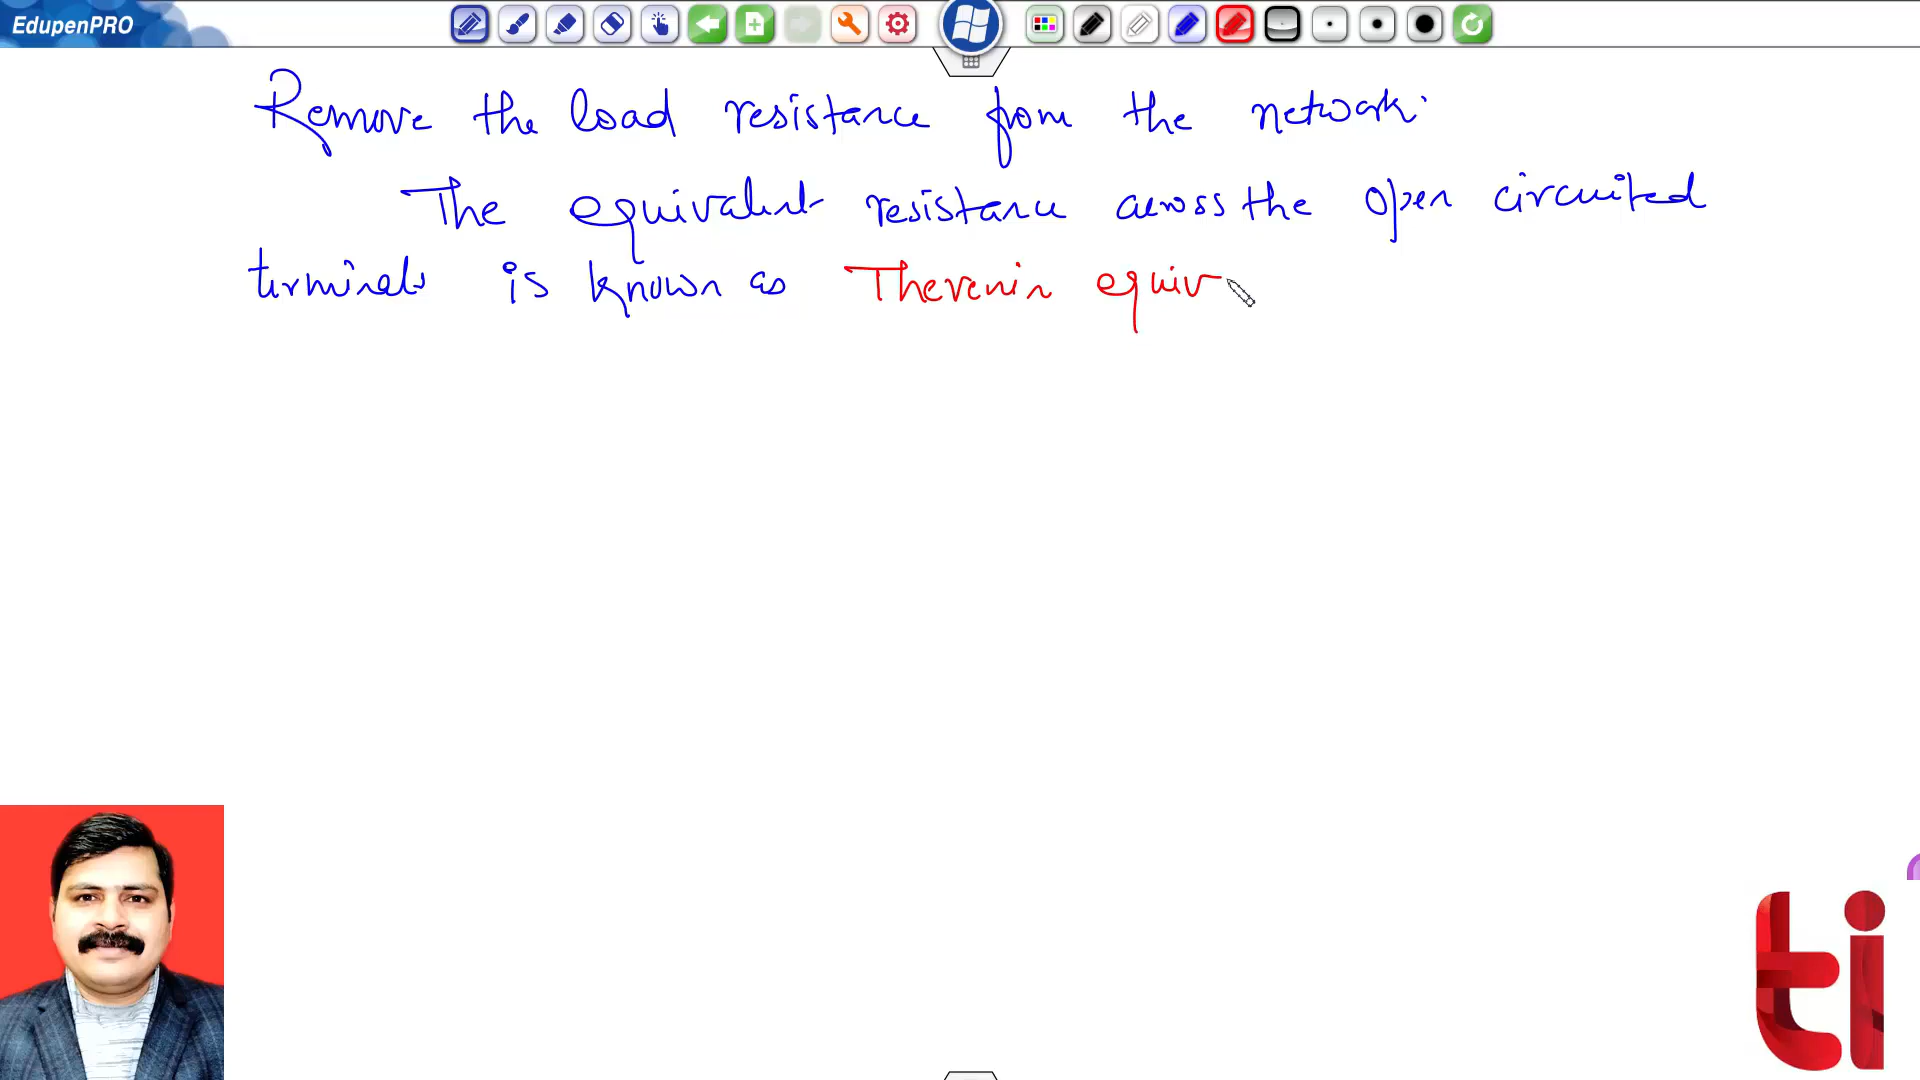 EdupenPRO
Remove the load resistance from the network.
The equivalent resistance across the open circuited
terminals is known as Thevenin equiv
ti